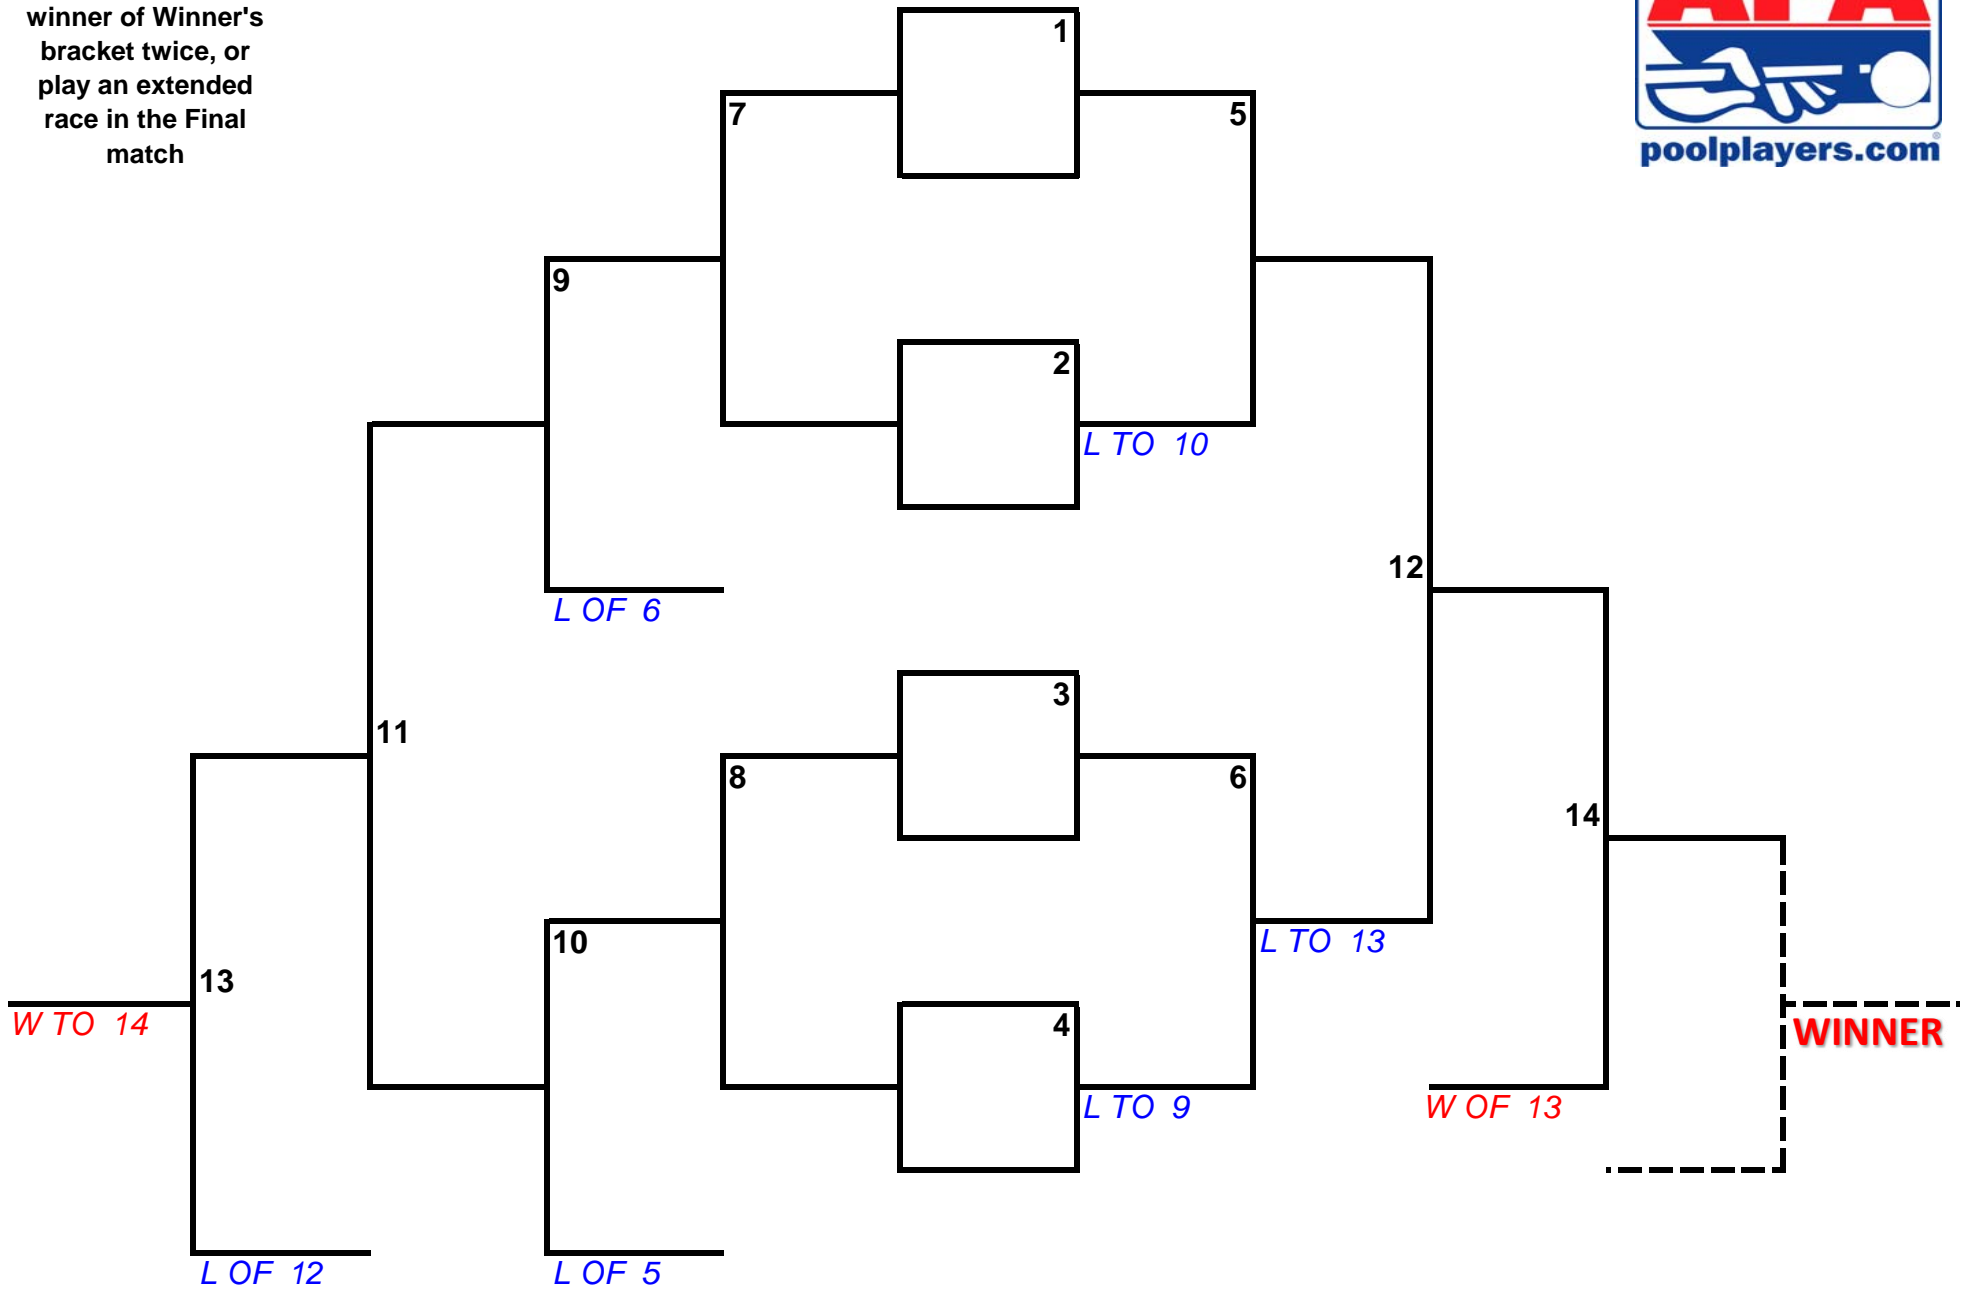 winner of Winner's
bracket twice, or
play an extended
race in the Final
match
APA
poolplayers.com
®
1
7
5
9
2
L TO 10
12
L OF 6
3
11
8
6
14
10
L TO 13
13
W TO 14
4
WINNER
L TO 9
W OF 13
L OF 12
L OF 5